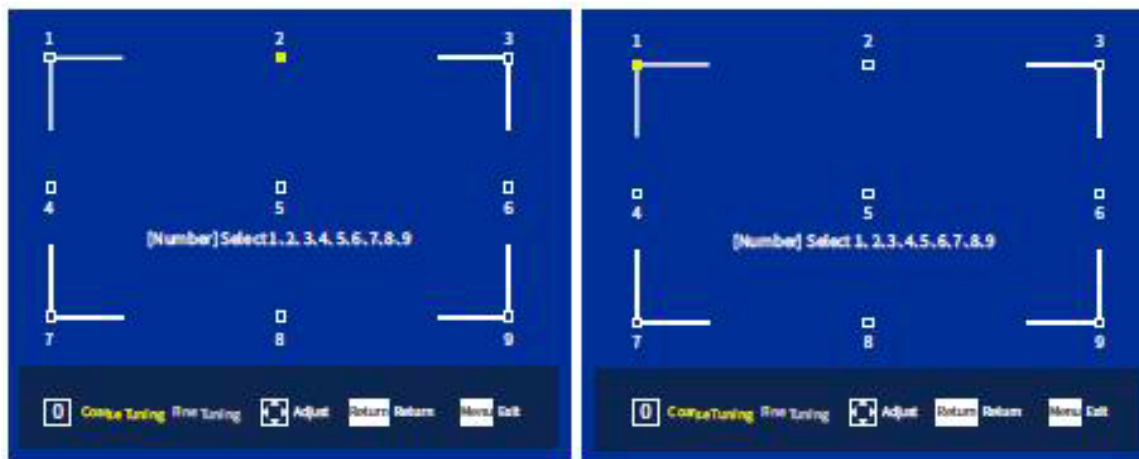 1 2 3
4 5 6
[Number] Select 1. 2. 3. 4. 5. 6. 7. 8. 9
7 8 9
0 Coarse Tuning Fine Tuning Adjust Return Return Menu Exit
1 2 3
4 5 6
[Number] Select 1. 2. 3. 4. 5. 6. 7. 8. 9
7 8 9
0 Coarse Tuning Fine Tuning Adjust Return Return Menu Exit